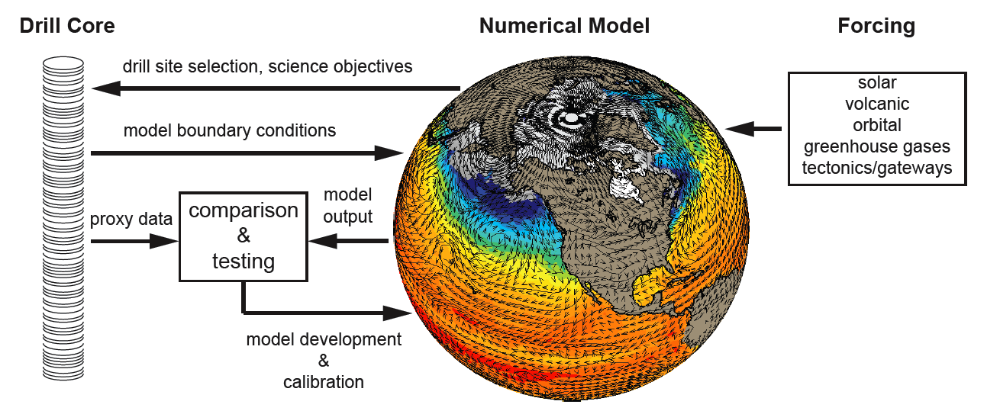 Drill Core
Numerical Model
Forcing
drill site selection, science objectives
model boundary conditions
proxy data
comparison
&
testing
model
output
model development
&
calibration
solar
volcanic
orbital
greenhouse gases
tectonics/gateways